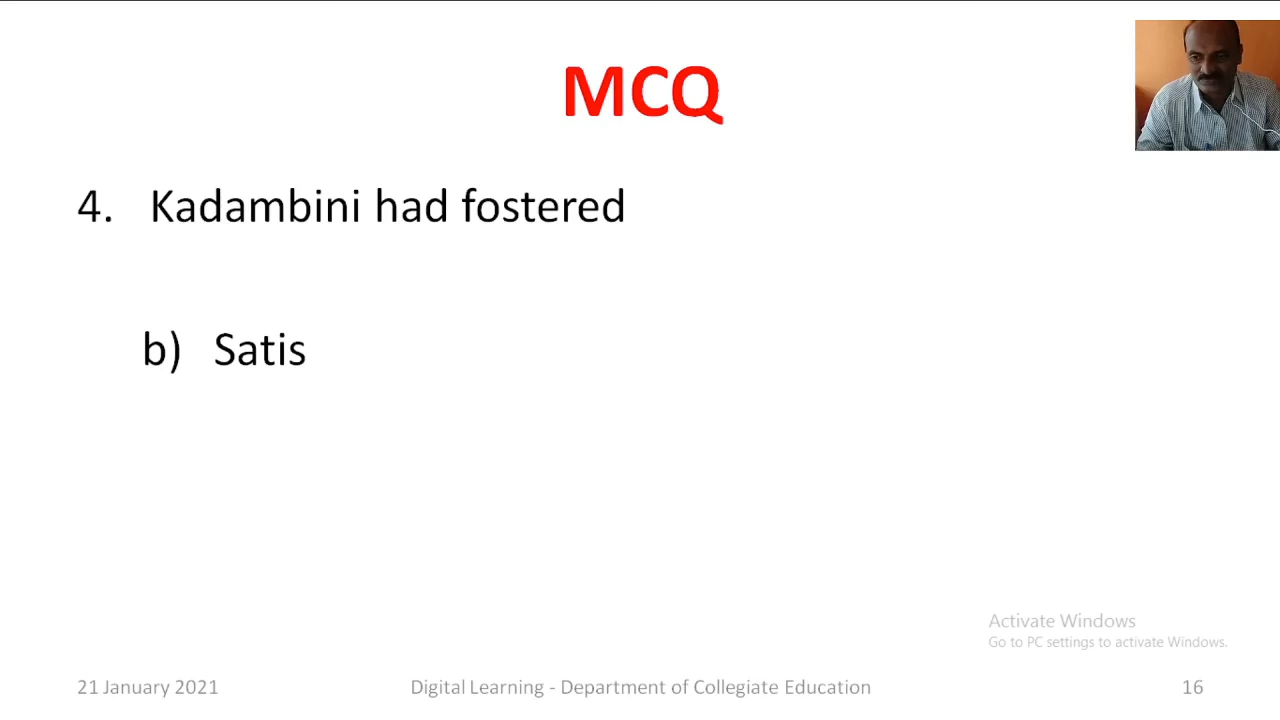 MCQ
4. Kadambini had fostered
b) Satis
Activate Windows
Go to PC settings to activate Windows.
21 January 2021
Digital Learning - Department of Collegiate Education
16